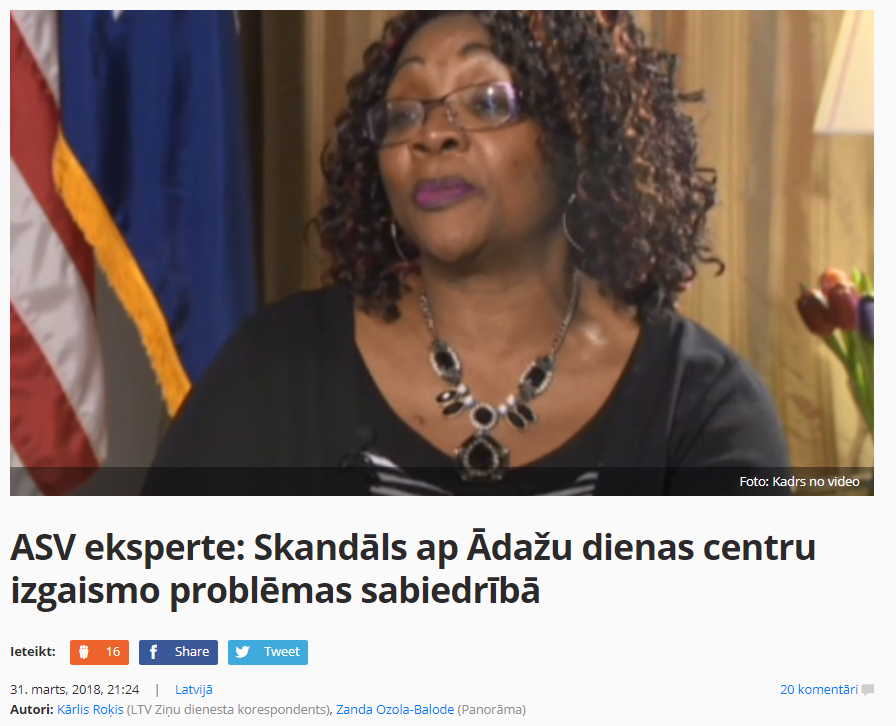 Foto: Kadrs no video
ASV eksperte: Skandāls ap Ādažu dienas centru
izgaismo problēmas sabiedrībā
Ieteikt: 16 Share Tweet
31. marts, 2018, 21:24 | Latvijā 20 komentāri
Autori: Kārlis Roķis (LTV Ziņu dienesta korespondents), Zanda Ozola-Balode (Panorāma)